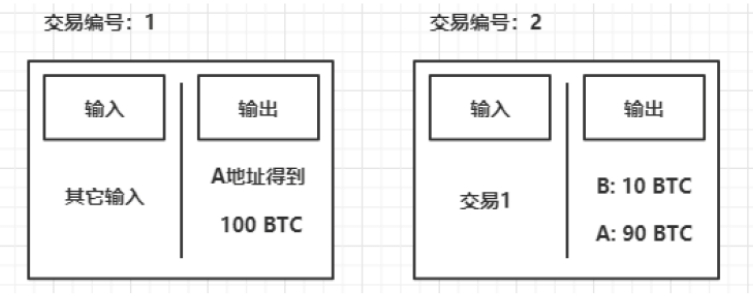 交易编号：1
输入
输出
其它输入
A地址得到
100 BTC
交易编号：2
输入
输出
交易1
B: 10 BTC
A: 90 BTC